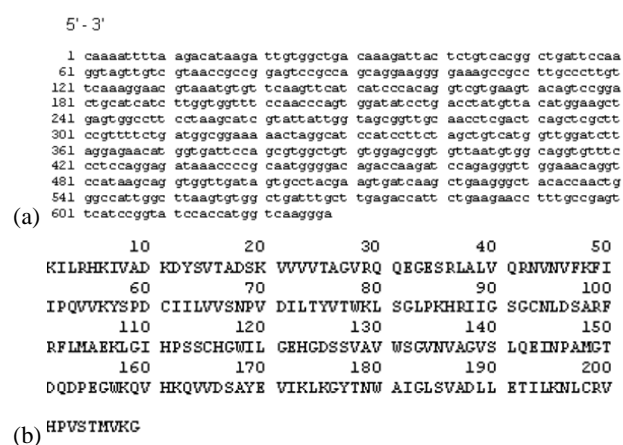 5' - 3'
1 caaaatttta agacataaga ttgtggctga caaagattac tctgtcacgg ctgattccaa
61 ggtagttgtc gtaaccgccg gagtccgcca gcaggaaggg gaaagccgcc ttgcccttgt
121 tcaaaggaac gtaaatgtgt tcaagttcat catcccacag gtcgtgaagt acagtccgga
181 ctgcatcatc ttggtggttt ccaacccagt ggatatcctg acctatgtta catggaagct
241 gagtggcctt cctaagcatc gtattattgg tagcggttgc aacctcgact cagctcgctt
301 ccgttttctg atggcggaaa aactaggcat ccatccttct agctgtcatg gttggatctt
361 aggagaacat ggtgattcca gcgtggctgt gtggagcggt gttaatgtgg caggtgtttc
421 cctccaggag ataaaccccg caatggggac agaccaagat ccagagggtt ggaaacaggt
481 ccataagcag gtggttgata gtgcctacga agtgatcaag ctgaagggct acaccaactg
541 ggccattggc ttaagtgtgg ctgatttgct tgagaccatt ctgaagaacc tttgccgagt
601 tcatccggta tccaccatgg tcaaggga
(a)
10 20 30 40 50
KILRHKIVAD KDYSVTADSK VVVVTAGVRQ QEGESRLALV QRNVNVFKFI
60 70 80 90 100
IPQVVKYSPD CIILVVSNPV DILTYVTWKL SGLPKHRIIG SGCNLDSARF
110 120 130 140 150
RFLMAEKLGI HPSSCHGWIL GEHGDSSVAV WSGVNVAGVS LQEINPAMGT
160 170 180 190 200
DQDPEGWKQV HKQVVDSAYE VIKLKGYTNW AIGLSVADLL ETILKNLCRV
HPVSTMVKG
(b)